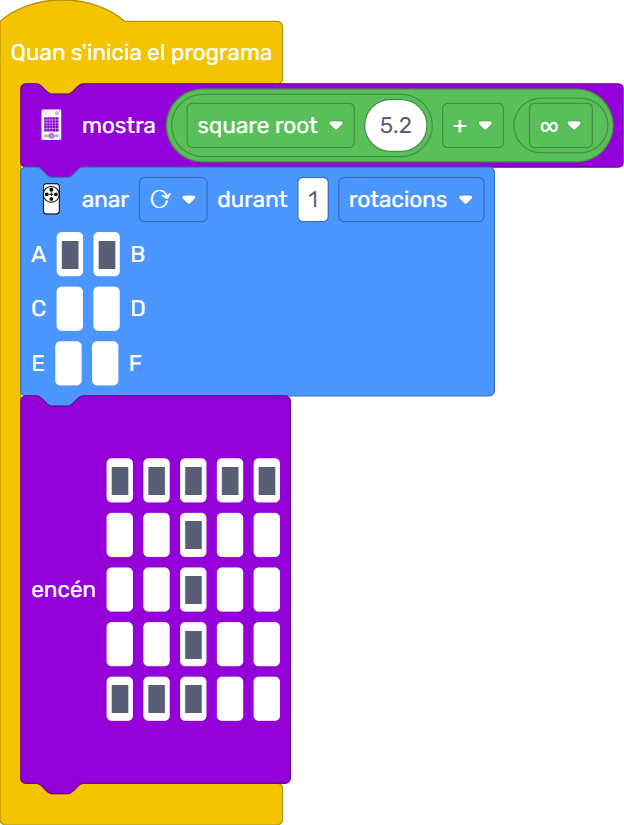 Quan s'inicia el programa
mostra square root 5.2 + ∞
anar durant 1 rotacions
A B
C D
E F
encén